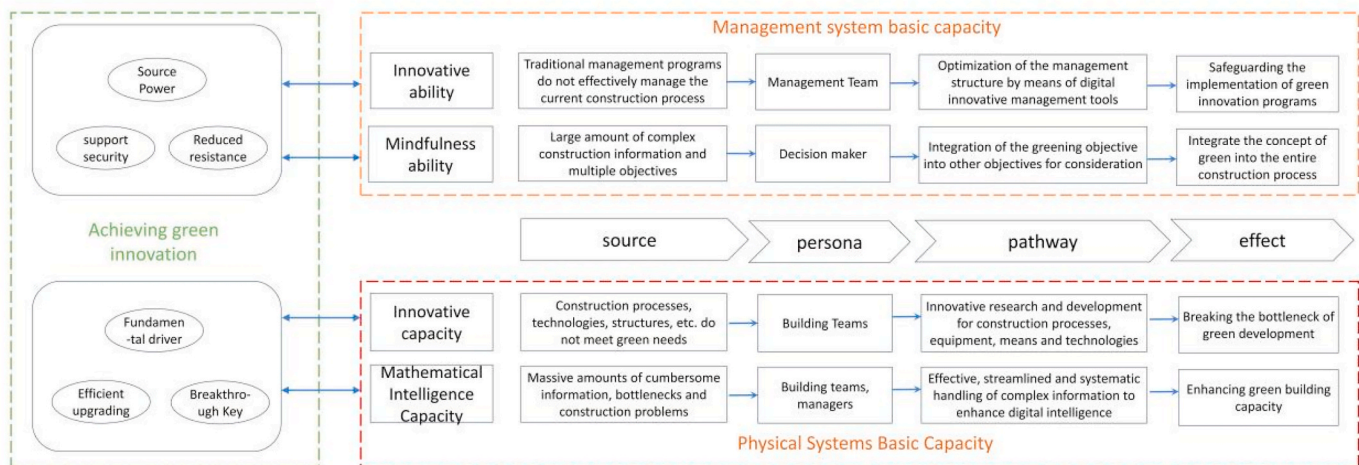 Management system basic capacity
Source
Power
support
security
Reduced
resistance
Innovative
ability
Traditional management programs
do not effectively manage the
current construction process
Management Team
Optimization of the management
structure by means of digital
innovative management tools
Safeguarding the
implementation of green
innovation programs
Mindfulness
ability
Large amount of complex
construction information and
multiple objectives
Decision maker
Integration of the greening objective
into other objectives for consideration
Integrate the concept of
green into the entire
construction process
Achieving green
innovation
source
persona
pathway
effect
Fundamen
-tal driver
Efficient
upgrading
Breakthro-
ugh Key
Innovative
capacity
Construction processes,
technologies, structures, etc. do
not meet green needs
Building Teams
Innovative research and development
for construction processes,
equipment, means and technologies
Breaking the bottleneck of
green development
Mathematical
Intelligence
Capacity
Massive amounts of cumbersome
information, bottlenecks and
construction problems
Building teams,
managers
Effective, streamlined and systematic
handling of complex information to
enhance digital intelligence
Enhancing green building
capacity
Physical Systems Basic Capacity